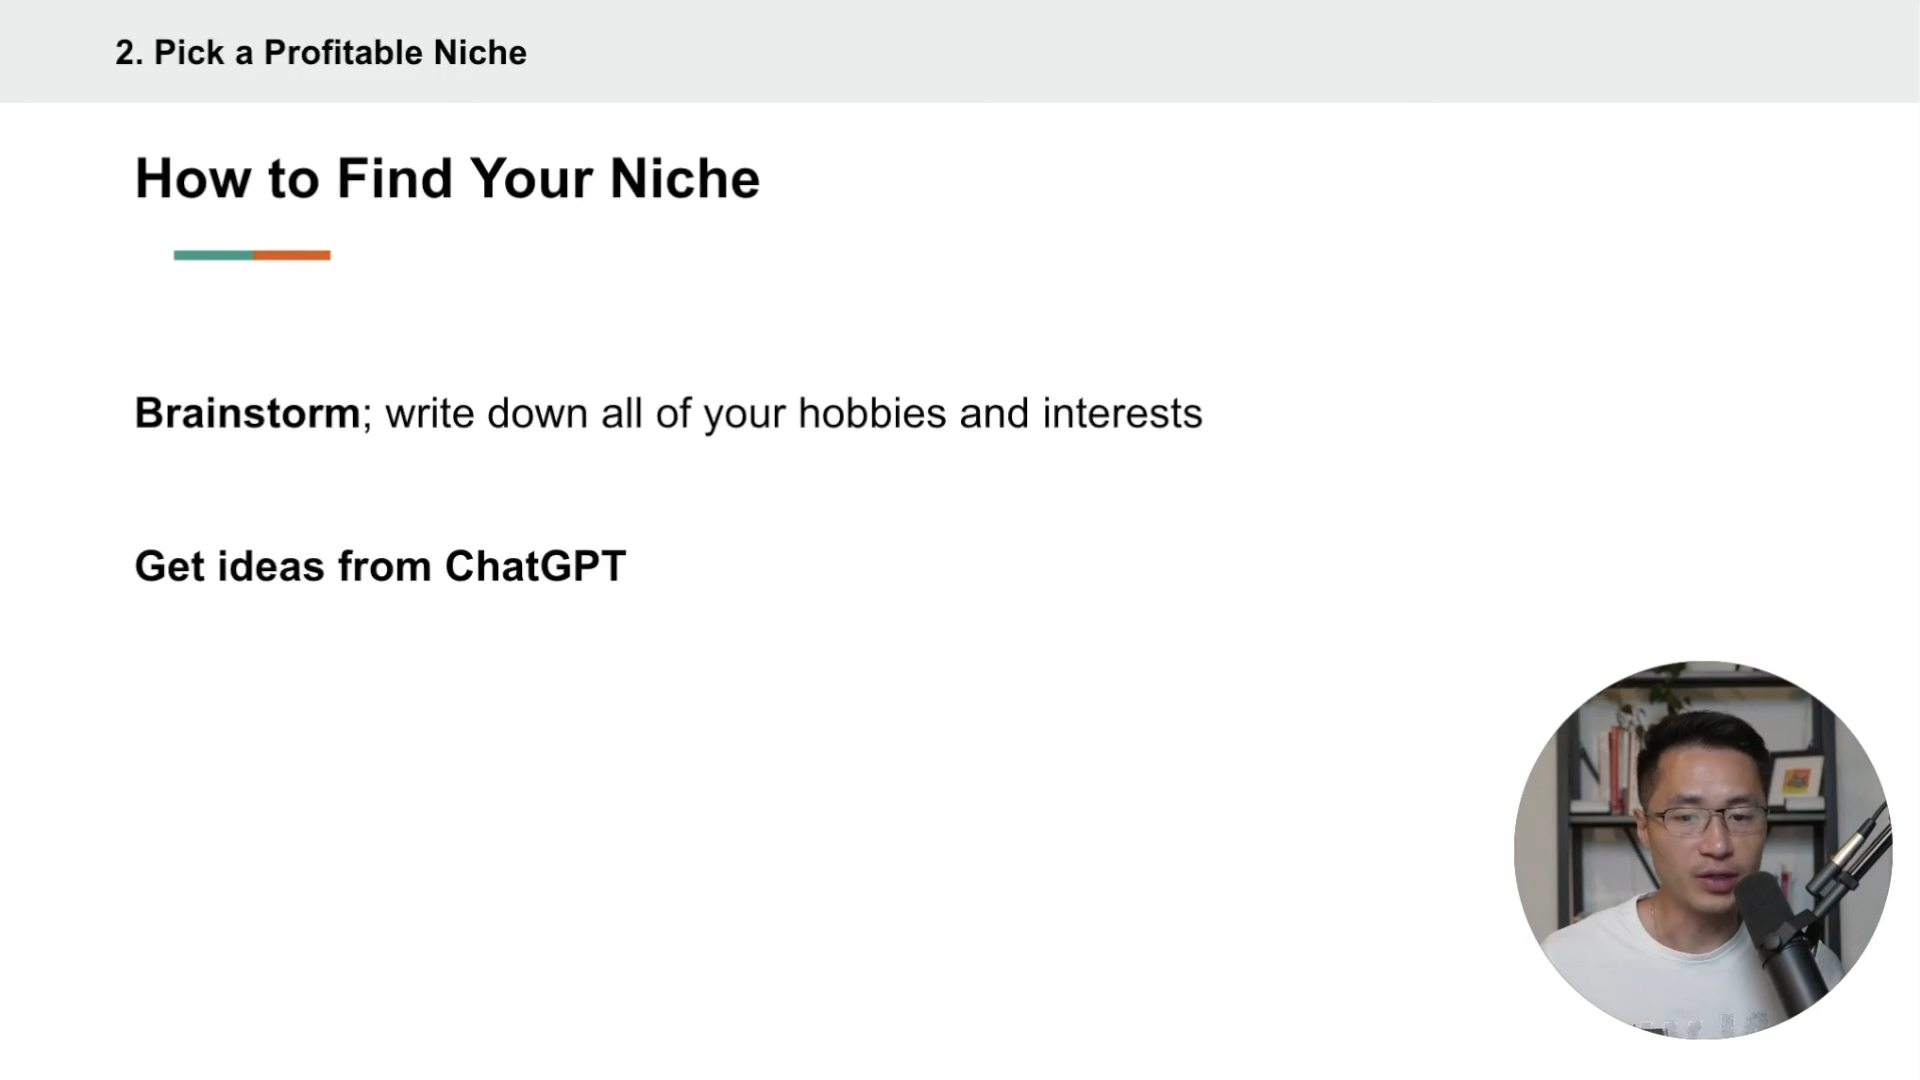 2. Pick a Profitable Niche
How to Find Your Niche
Brainstorm; write down all of your hobbies and interests
Get ideas from ChatGPT